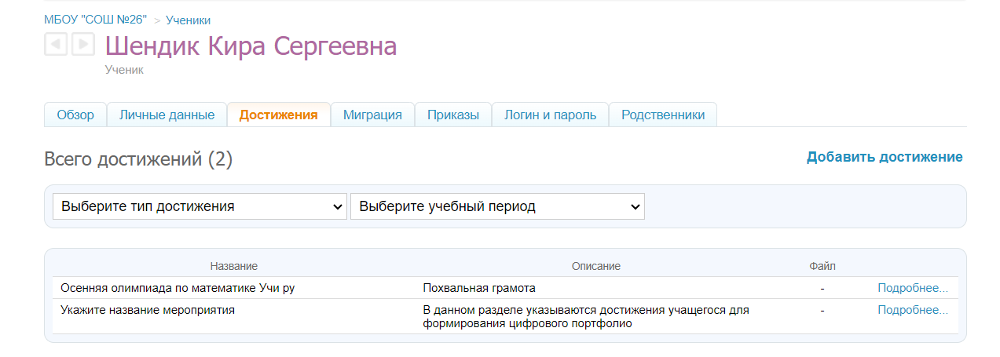 МБОУ "СОШ №26" > Ученики
Шендик Кира Сергеевна
Ученик
Обзор Личные данные Достижения Миграция Приказы Логин и пароль Родственники
Всего достижений (2) Добавить достижение
Выберите тип достижения Выберите учебный период
Название Описание Файл
Осенняя олимпиада по математике Учи ру Похвальная грамота - Подробнее...
Укажите название мероприятия В данном разделе указываются достижения учащегося для - Подробнее...
формирования цифрового портфолио